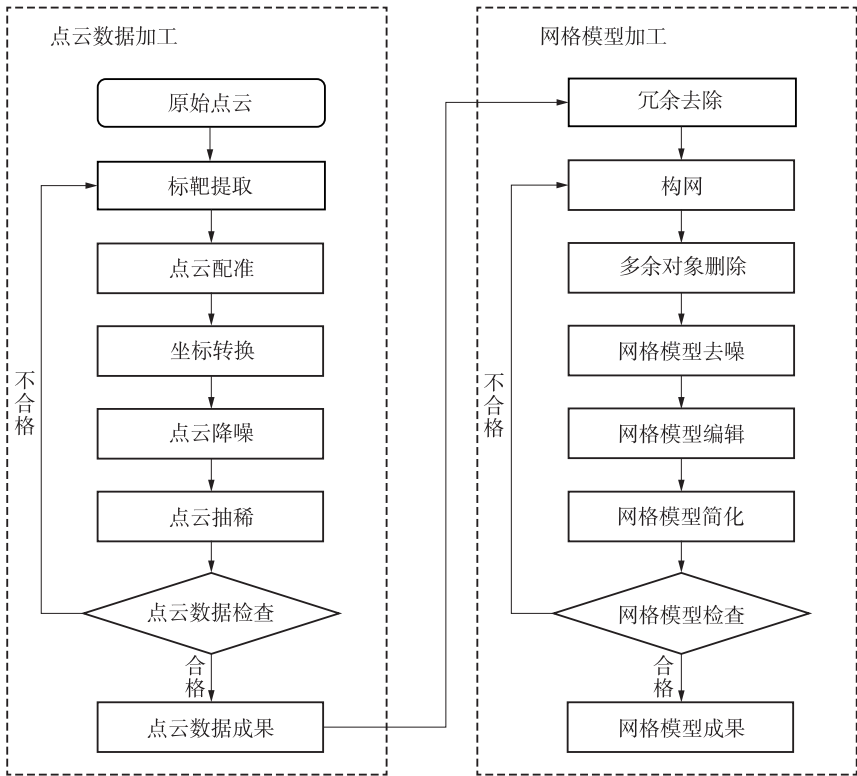 点云数据加工
原始点云
标靶提取
点云配准
坐标转换
点云降噪
点云抽稀
点云数据检查
不合格
合格
点云数据成果
网格模型加工
冗余去除
构网
多余对象删除
网格模型去噪
网格模型编辑
网格模型简化
网格模型检查
不合格
合格
网格模型成果